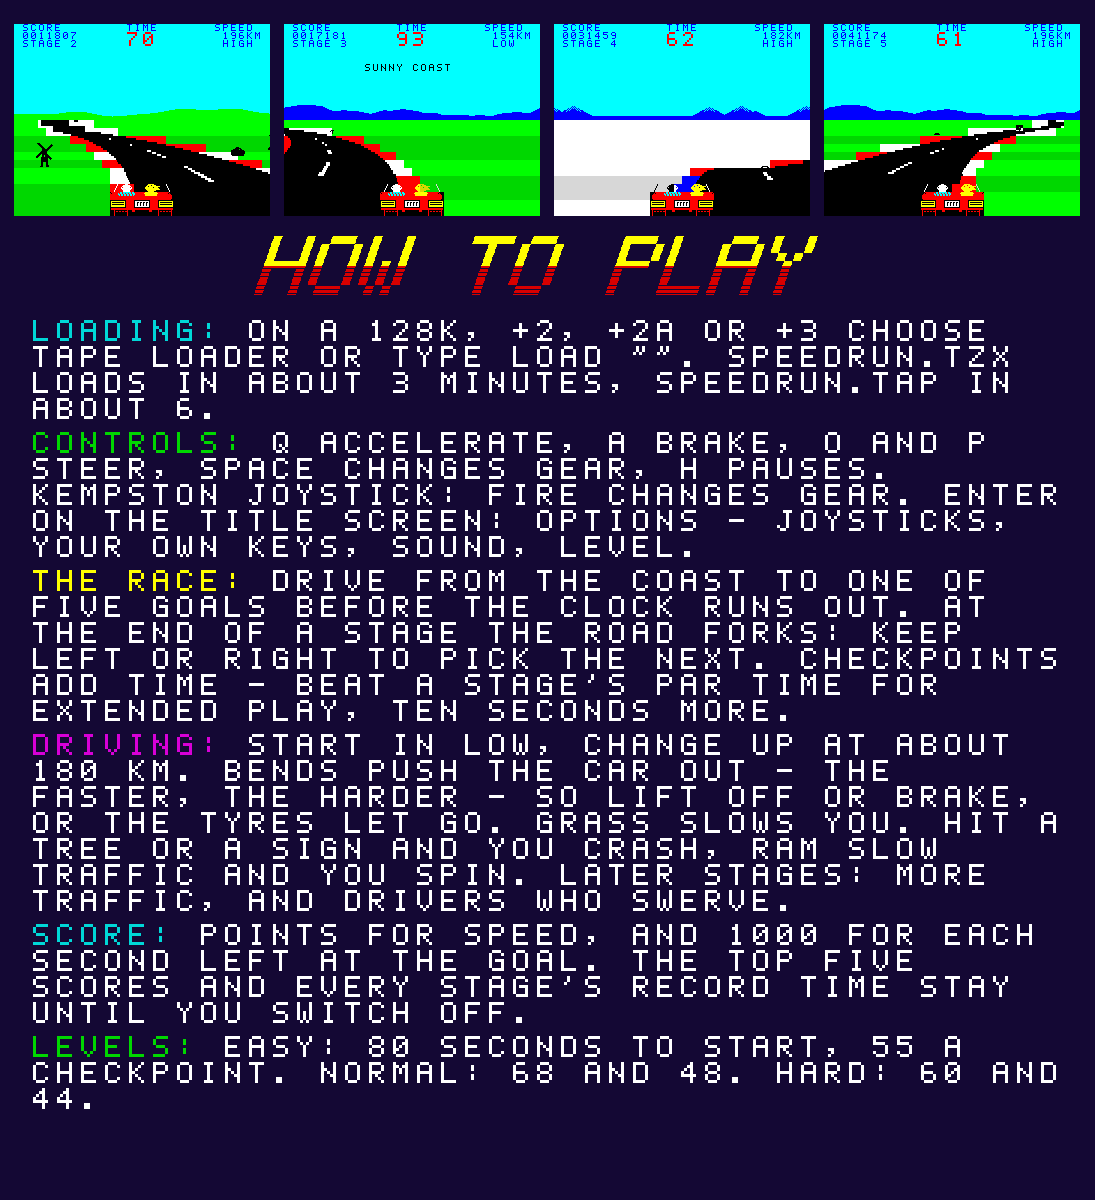 SCORE TIME SPEED
0011307 70 196KM
STAGE 2 HIGH
SCORE TIME SPEED
0017181 93 154KM
STAGE 3 LOW
SUNNY COAST
SCORE TIME SPEED
0031459 62 182KM
STAGE 4 HIGH
SCORE TIME SPEED
0041174 61 196KM
STAGE 5 HIGH
HOW TO PLAY
LOADING: ON A 128K, +2, +2A OR +3 CHOOSE
TAPE LOADER OR TYPE LOAD "". SPEEDRUN.TZX
LOADS IN ABOUT 3 MINUTES, SPEEDRUN.TAP IN
ABOUT 6.
CONTROLS: Q ACCELERATE, A BRAKE, O AND P
STEER, SPACE CHANGES GEAR, H PAUSES.
KEMPSTON JOYSTICK: FIRE CHANGES GEAR. ENTER
ON THE TITLE SCREEN: OPTIONS - JOYSTICKS,
YOUR OWN KEYS, SOUND, LEVEL.
THE RACE: DRIVE FROM THE COAST TO ONE OF
FIVE GOALS BEFORE THE CLOCK RUNS OUT. AT
THE END OF A STAGE THE ROAD FORKS: KEEP
LEFT OR RIGHT TO PICK THE NEXT. CHECKPOINTS
ADD TIME - BEAT A STAGE'S PAR TIME FOR
EXTENDED PLAY, TEN SECONDS MORE.
DRIVING: START IN LOW, CHANGE UP AT ABOUT
180 KM. BENDS PUSH THE CAR OUT - THE
FASTER, THE HARDER - SO LIFT OFF OR BRAKE,
OR THE TYRES LET GO. GRASS SLOWS YOU. HIT A
TREE OR A SIGN AND YOU CRASH, RAM SLOW
TRAFFIC AND YOU SPIN. LATER STAGES: MORE
TRAFFIC, AND DRIVERS WHO SWERVE.
SCORE: POINTS FOR SPEED, AND 1000 FOR EACH
SECOND LEFT AT THE GOAL. THE TOP FIVE
SCORES AND EVERY STAGE'S RECORD TIME STAY
UNTIL YOU SWITCH OFF.
LEVELS: EASY: 80 SECONDS TO START, 55 A
CHECKPOINT. NORMAL: 68 AND 48. HARD: 60 AND
44.